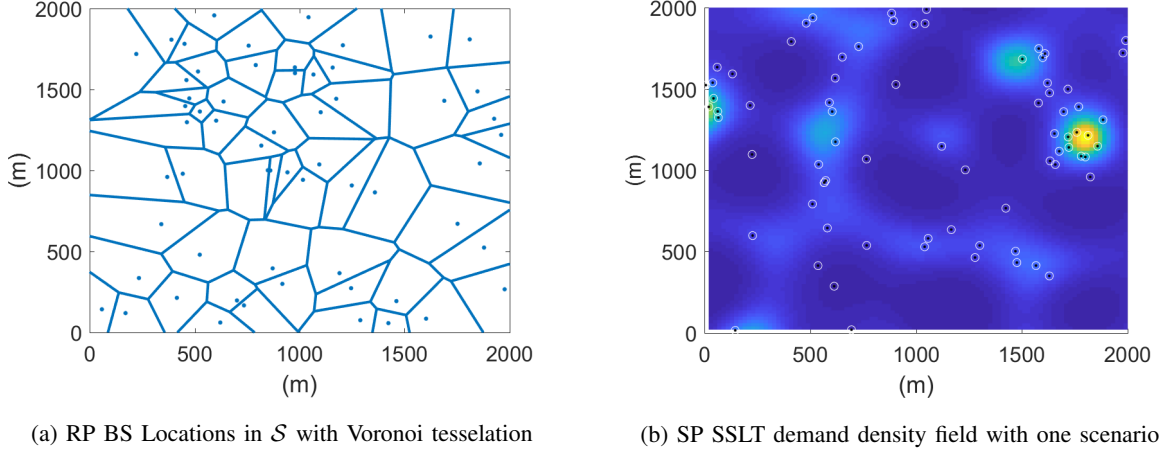 2000
1500
1000
500
0
(m)
0 500 1000 1500 2000
(m)
(a) RP BS Locations in S with Voronoi tesselation
2000
1500
1000
500
0
(m)
0 500 1000 1500 2000
(m)
(b) SP SSLT demand density field with one scenario